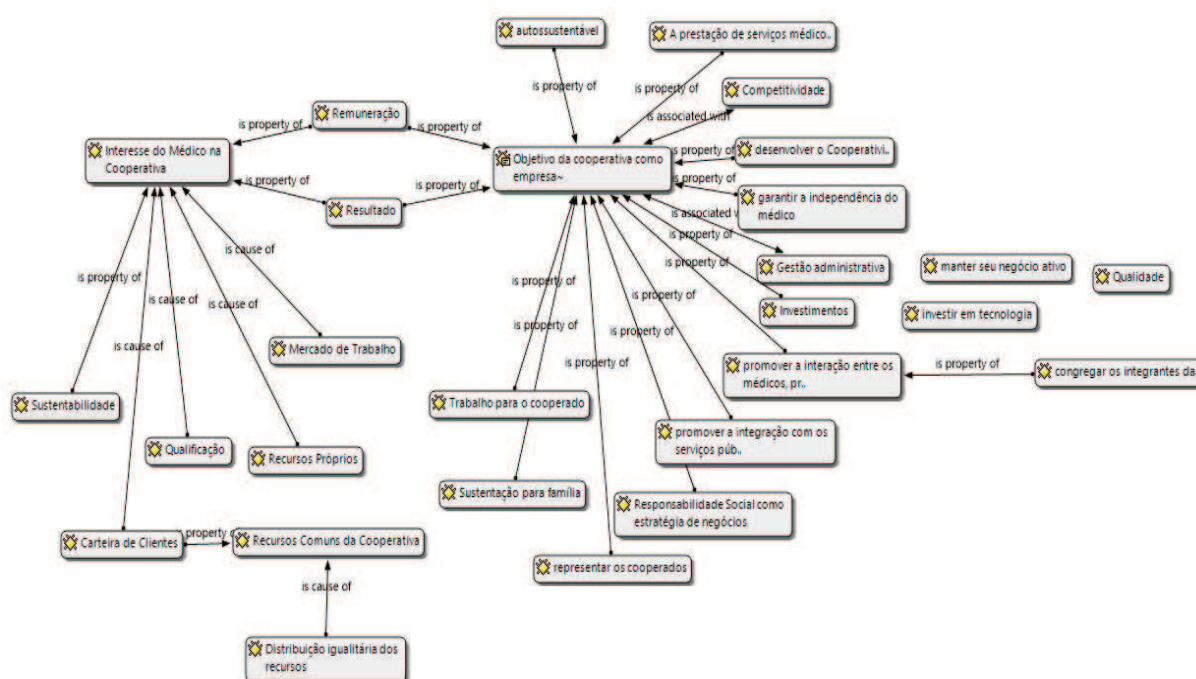 autossustentável
A prestação de serviços médico..
is property of
is property of
Competitividade
is associated with
Remuneração
is property of
is property of
Interesse do Médico na
Cooperativa
Objetivo da cooperativa como
empresa~
is property of
desenvolver o Cooperativi..
is property of
is property of
Resultado
is property of
garantir a independência do
médico
is associated w
is property of
Gestão administrativa
manter seu negócio ativo
Qualidade
is property of
is cause of
is property of
is property of
Investimentos
investir em tecnologia
is cause of
is cause of
is property of
is property of
is property of
is cause of
Mercado de Trabalho
promover a interação entre os
médicos, pr..
is property of
congregar os integrantes da
Sustentabilidade
Trabalho para o cooperado
Qualificação
Recursos Próprios
promover a integração com os
serviços púb..
Sustentação para família
Responsabilidade Social como
estratégia de negócios
Carteira de Clientes
property
Recursos Comuns da Cooperativa
representar os cooperados
is cause of
Distribuição igualitária dos
recursos